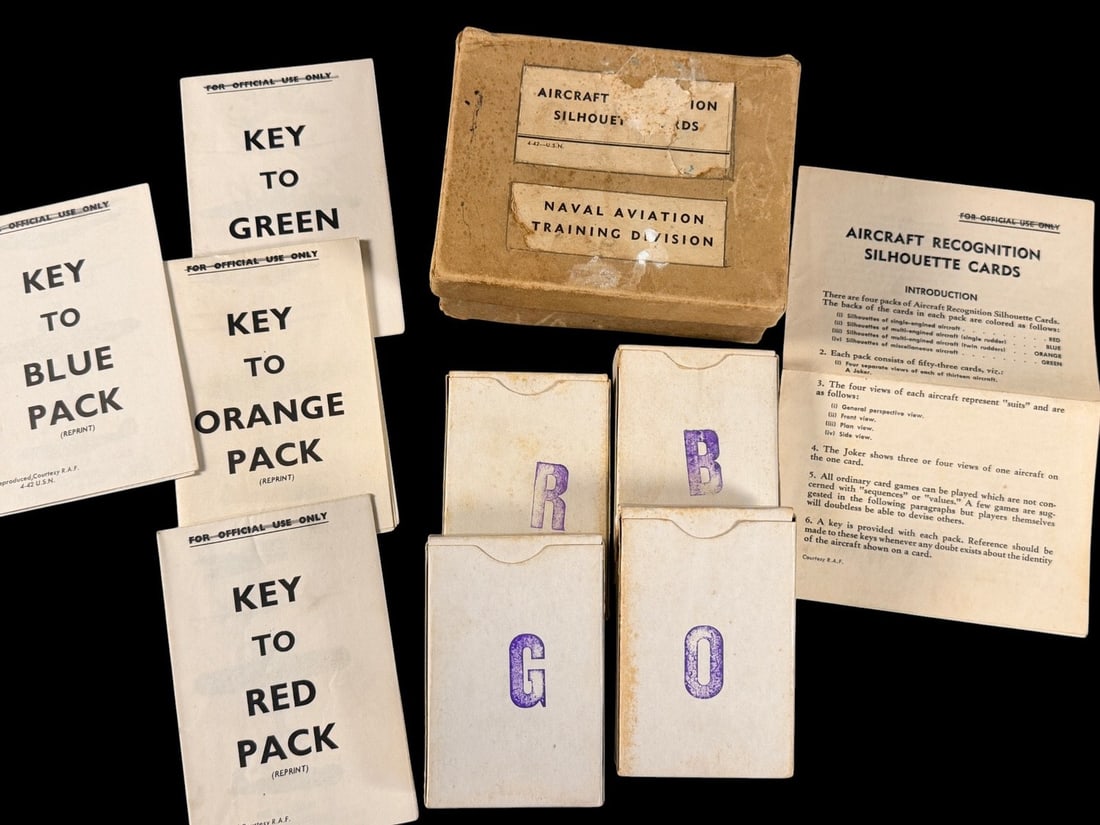 FOR OFFICIAL USE ONLY
KEY
TO
GREEN
OFFICIAL USE ONLY
KEY
TO
BLUE
PACK
(REPRINT)
Courtesy R.A.F.
4-42 U.S.N.
FOR OFFICIAL USE ONLY
KEY
TO
ORANGE
PACK
(REPRINT)
FOR OFFICIAL USE ONLY
KEY
TO
RED
PACK
(REPRINT)
Courtesy R.A.F.
AIRCRAFT
SILHOUET
4-42—U.S.N.
NAVAL AVIATION
TRAINING DIVISION
R
B
G
O
FOR OFFICIAL USE ONLY
AIRCRAFT RECOGNITION
SILHOUETTE CARDS
INTRODUCTION
There are four packs of Aircraft Recognition Silhouette Cards.
The backs of the cards in each pack are colored as follows:
(i) Silhouettes of single-engined aircraft . . . . . . . . RED
(ii) Silhouettes of multi-engined aircraft (single rudder) . . . . BLUE
(iii) Silhouettes of multi-engined aircraft (twin rudders) . . . . ORANGE
(iv) Silhouettes of miscellaneous aircraft . . . . . . . . GREEN
2. Each pack consists of fifty-three cards, viz.:
(i) Four separate views of each of thirteen aircraft.
A Joker.
3. The four views of each aircraft represent "suits" and are
as follows:
(i) General perspective view.
(ii) Front view.
(iii) Plan view.
(iv) Side view.
4. The Joker shows three or four views of one aircraft on
the one card.
5. All ordinary card games can be played which are not con-
cerned with "sequences" or "values." A few games are sug-
gested in the following paragraphs but players themselves
will doubtless be able to devise others.
6. A key is provided with each pack. Reference should be
made to these keys whenever any doubt exists about the identity
of the aircraft shown on a card.
Courtesy R.A.F.